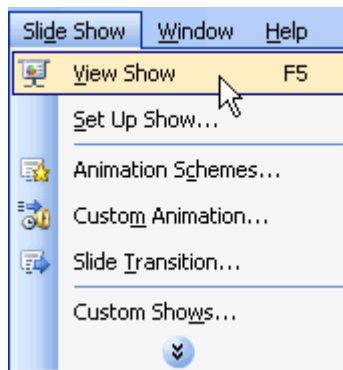 Slide Show Window Help
View Show F5
Set Up Show...
Animation Schemes...
Custom Animation...
Slide Transition...
Custom Shows...